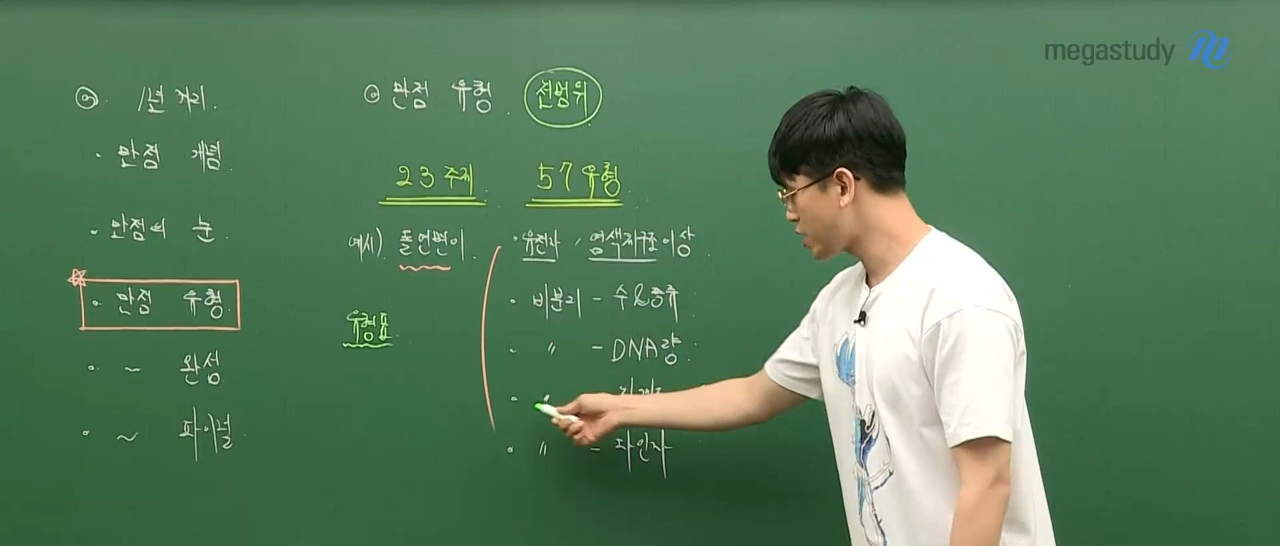 megastudy
⊙ 1년 커리.
· 만점 개념
· 만점의 눈
· 만점 유형
· ~ 완성
· ~ 파이널
⊙ 만점 유형. 전범위
23주제. 57유형.
예시) 돌연변이.
유형표
· 유전자 / 염색체구조이상
· 비분리 - 수&종류
· 〃 - DNA량.
· 〃
· 〃 - 다인자